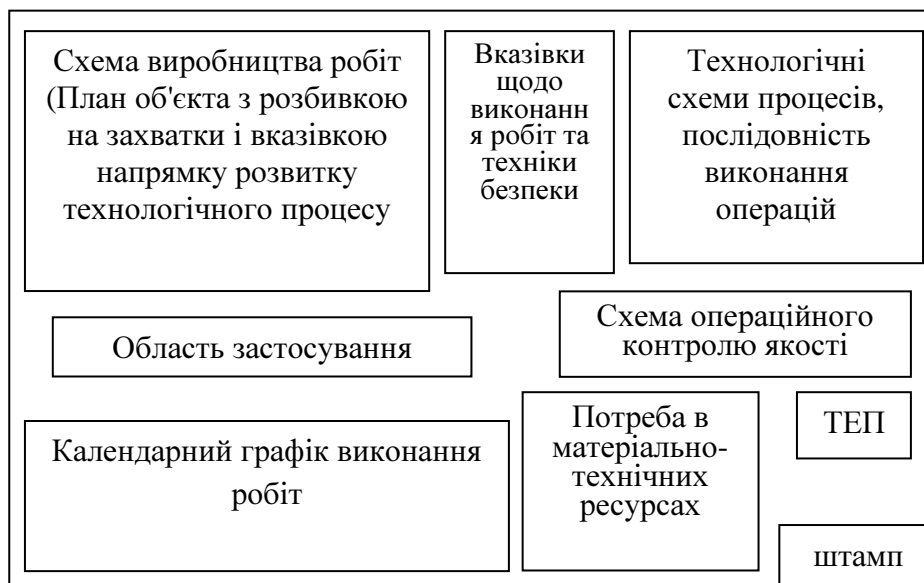 Схема виробництва робіт
(План об'єкта з розбивкою
на захватки і вказівкою
напрямку розвитку
технологічного процесу
Вказівки
щодо
виконанн
я робіт та
техніки
безпеки
Технологічні
схеми процесів,
послідовність
виконання
операцій
Область застосування
Схема операційного
контролю якості
Календарний графік виконання
робіт
Потреба в
матеріально-
технічних
ресурсах
ТЕП
штамп